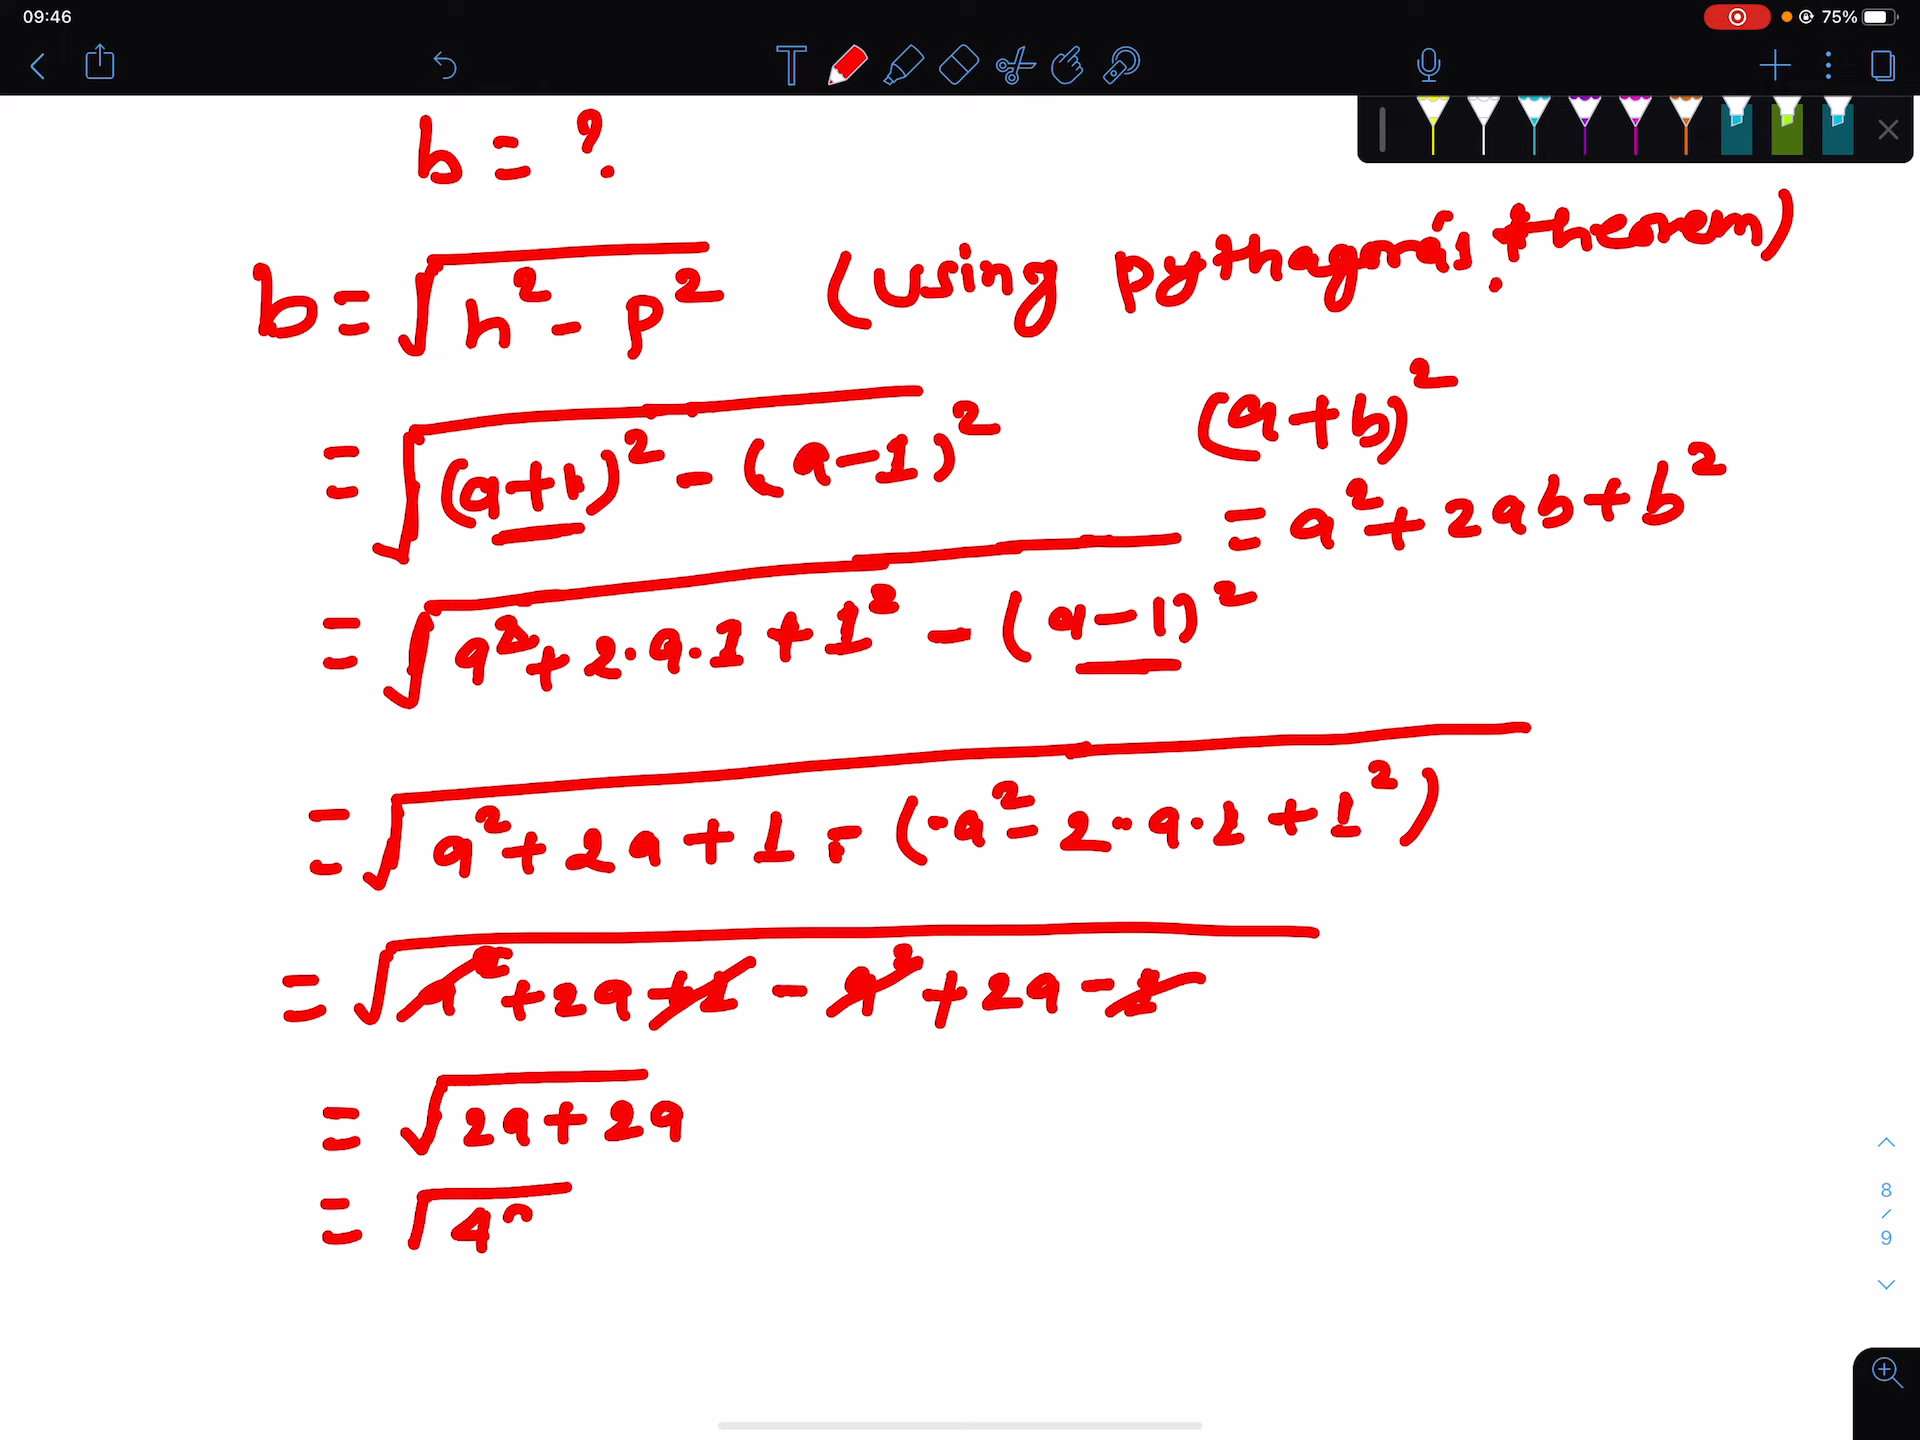 09:46
75%
b = ?
b = √(h² - p²) (using pythagora's. theorem)
= √((a+1)² - (a-1)²)
(a+b)²
= a² + 2ab + b²
= √(a² + 2·a·1 + 1² - (a-1)²)
= √(a² + 2a + 1 - (a² - 2·a·1 + 1²))
= √(a² + 2a + 1 - a² + 2a - 1)
= √(2a + 2a)
= √4
8
/
9